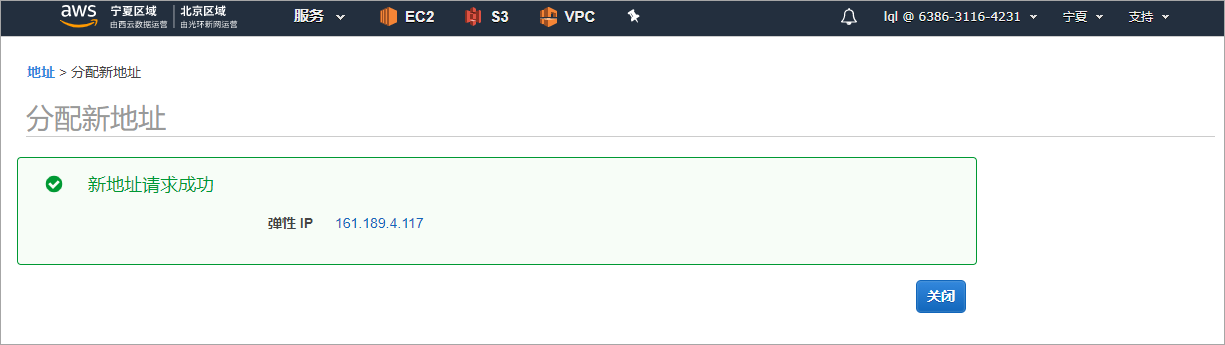 aws 宁夏区域 由西云数据运营 北京区域 由光环新网运营 服务 EC2 S3 VPC lql @ 6386-3116-4231 宁夏 支持
地址 > 分配新地址
分配新地址
新地址请求成功
弹性 IP 161.189.4.117
关闭